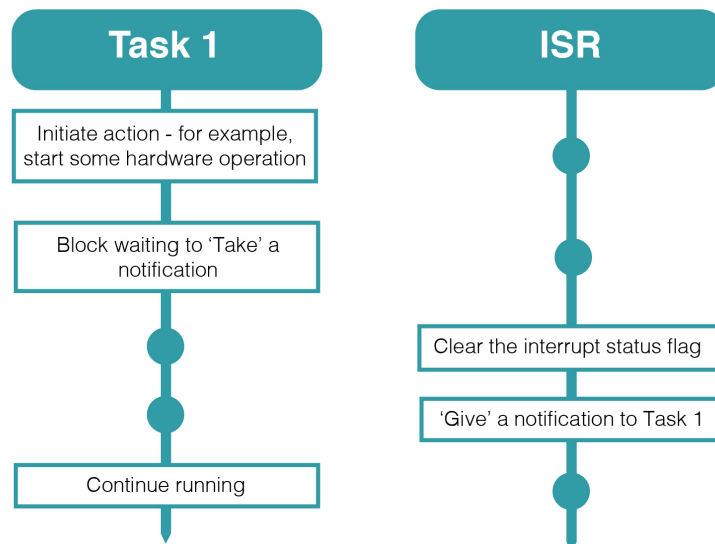 Task 1
Initiate action - for example,
start some hardware operation
Block waiting to ‘Take’ a
notification
Continue running
ISR
Clear the interrupt status flag
‘Give’ a notification to Task 1